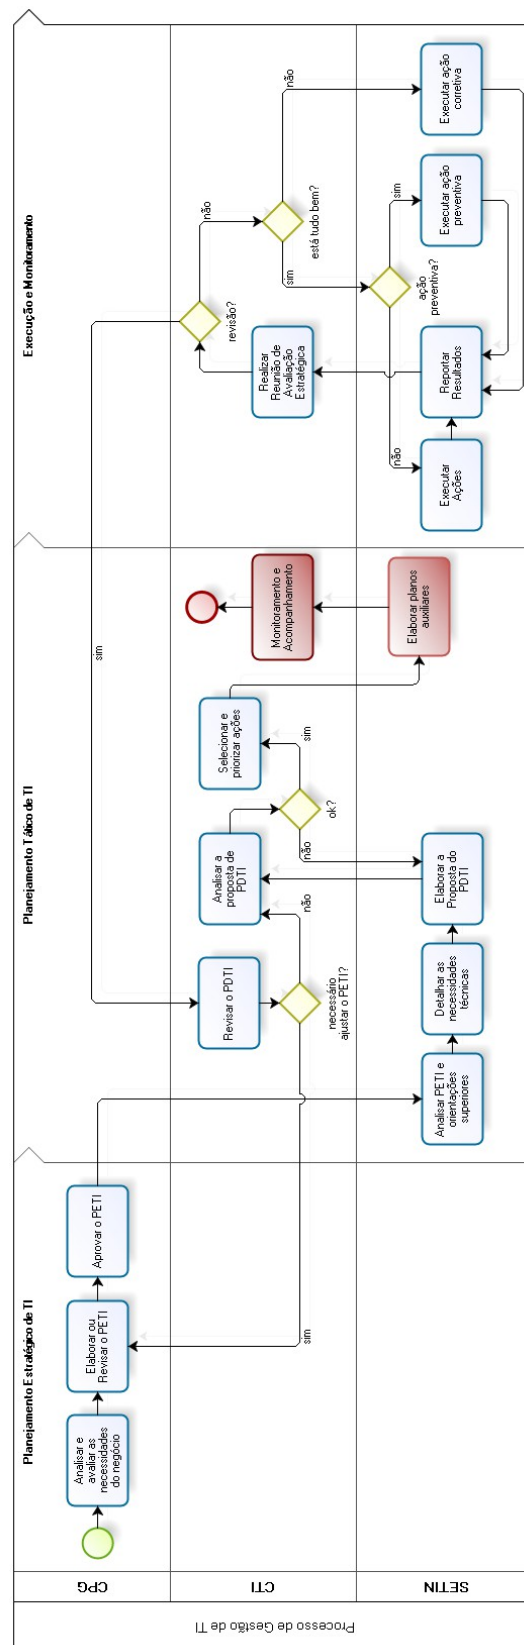 Processo de Gestão de TI
Planejamento Estratégico de TI
Planejamento Tático de TI
Execução e Monitoramento
CPG
CTI
SETIN
Analisar e
avaliar as
necessidades
do negócio
Elaborar ou
Revisar o PETI
Aprovar o PETI
sim
Revisar o PDTI
necessário
ajustar o PETI?
sim
não
Analisar a
proposta de
PDTI
ok?
não
sim
Selecionar e
priorizar ações
Monitoramento e
Acompanhamento
Analisar PETI e
orientações
superiores
Detalhar as
necessidades
técnicas
Elaborar a
Proposta do
PDTI
Elaborar planos
auxiliares
Realizar
Reunião de
Avaliação
Estratégica
revisão?
não
está tudo bem?
sim
não
ação
preventiva?
não
sim
Executar
Ações
Reportar
Resultados
Executar ação
preventiva
Executar ação
corretiva